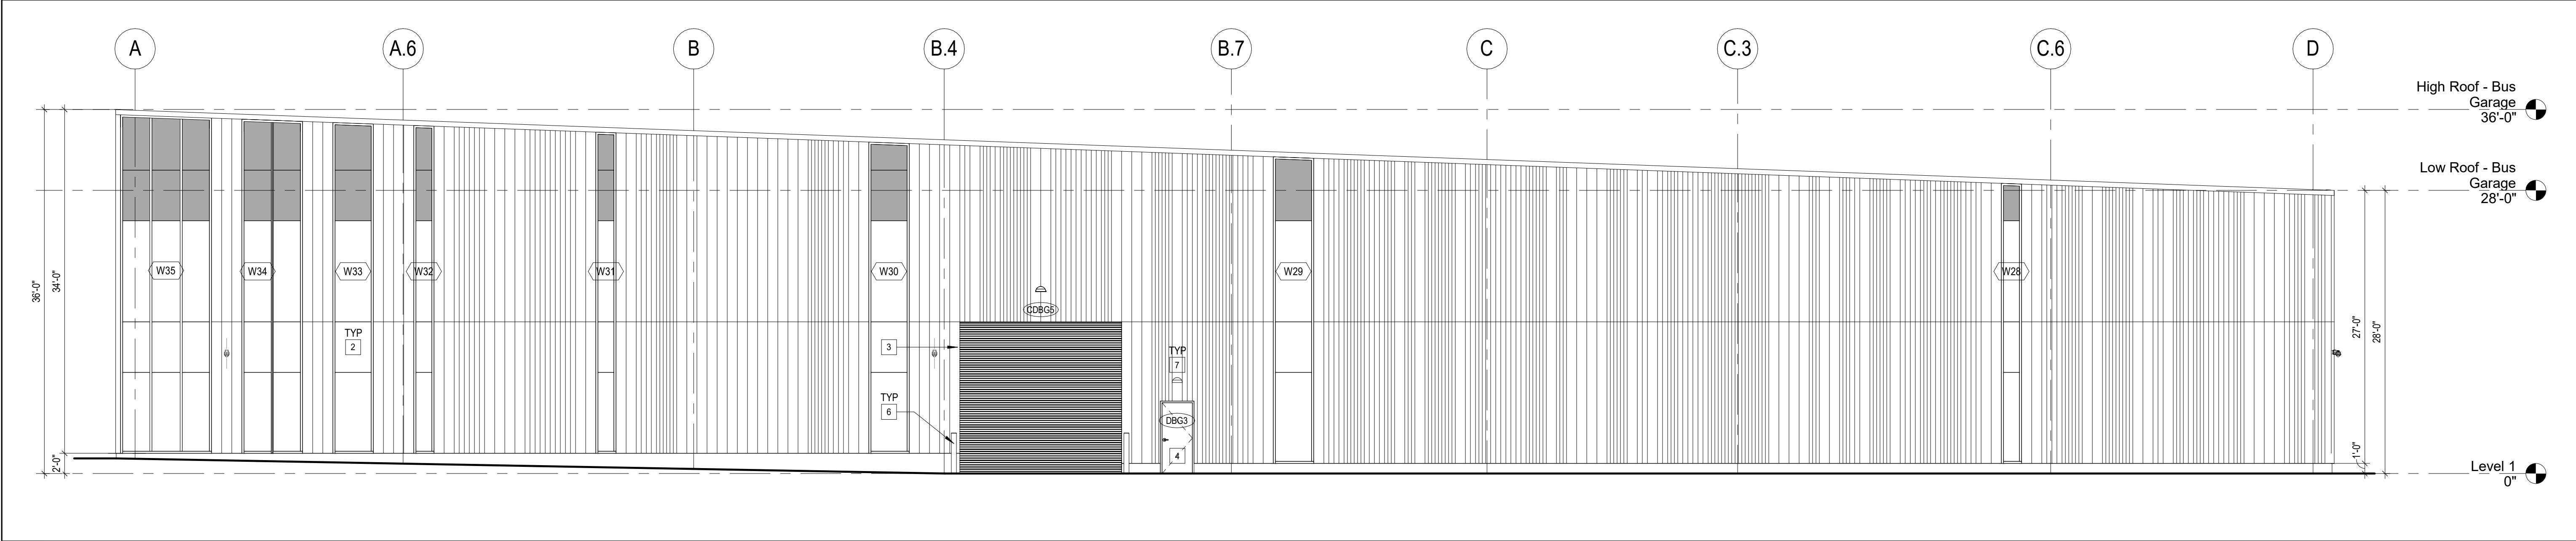 A
A.6
B
B.4
B.7
C
C.3
C.6
D
High Roof - Bus
Garage
36'-0"
Low Roof - Bus
Garage
28'-0"
36'-0"
34'-0"
2'-0"
W35
W34
W33
W32
W31
W30
W29
W28
CDBG5
TYP
2
3
TYP
7
TYP
6
DBG3
4
27'-0"
28'-0"
1'-0"
Level 1
0"